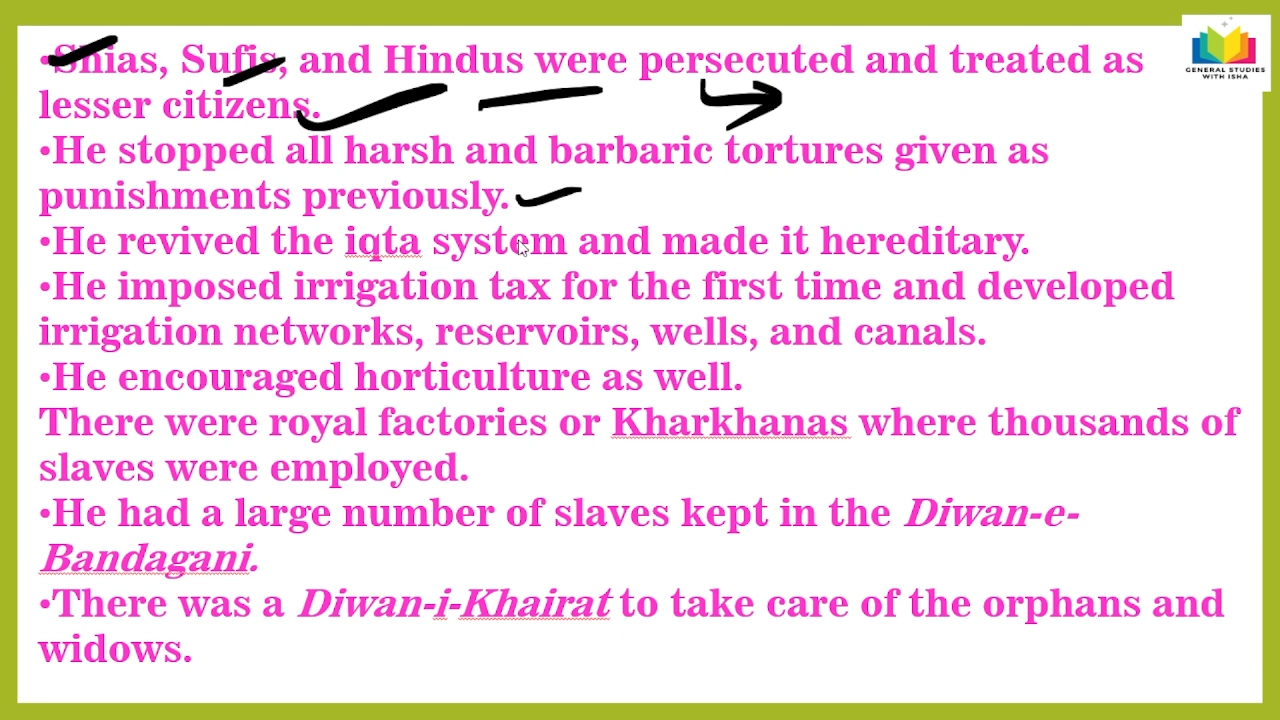 •Shias, Sufis, and Hindus were persecuted and treated as
lesser citizens.
•He stopped all harsh and barbaric tortures given as
punishments previously.
•He revived the iqta system and made it hereditary.
•He imposed irrigation tax for the first time and developed
irrigation networks, reservoirs, wells, and canals.
•He encouraged horticulture as well.
There were royal factories or Kharkhanas where thousands of
slaves were employed.
•He had a large number of slaves kept in the Diwan-e-
Bandagani.
•There was a Diwan-i-Khairat to take care of the orphans and
widows.
GENERAL STUDIES
WITH ISHA